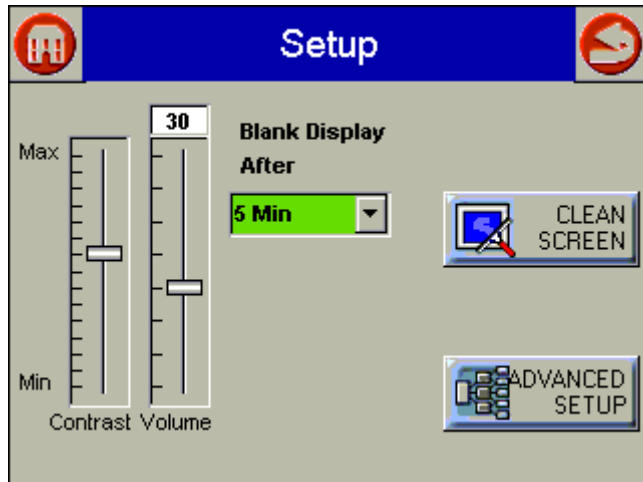 Setup
30
Blank Display
After
Max
5 Min
CLEAN
SCREEN
Min
ADVANCED
SETUP
Contrast
Volume